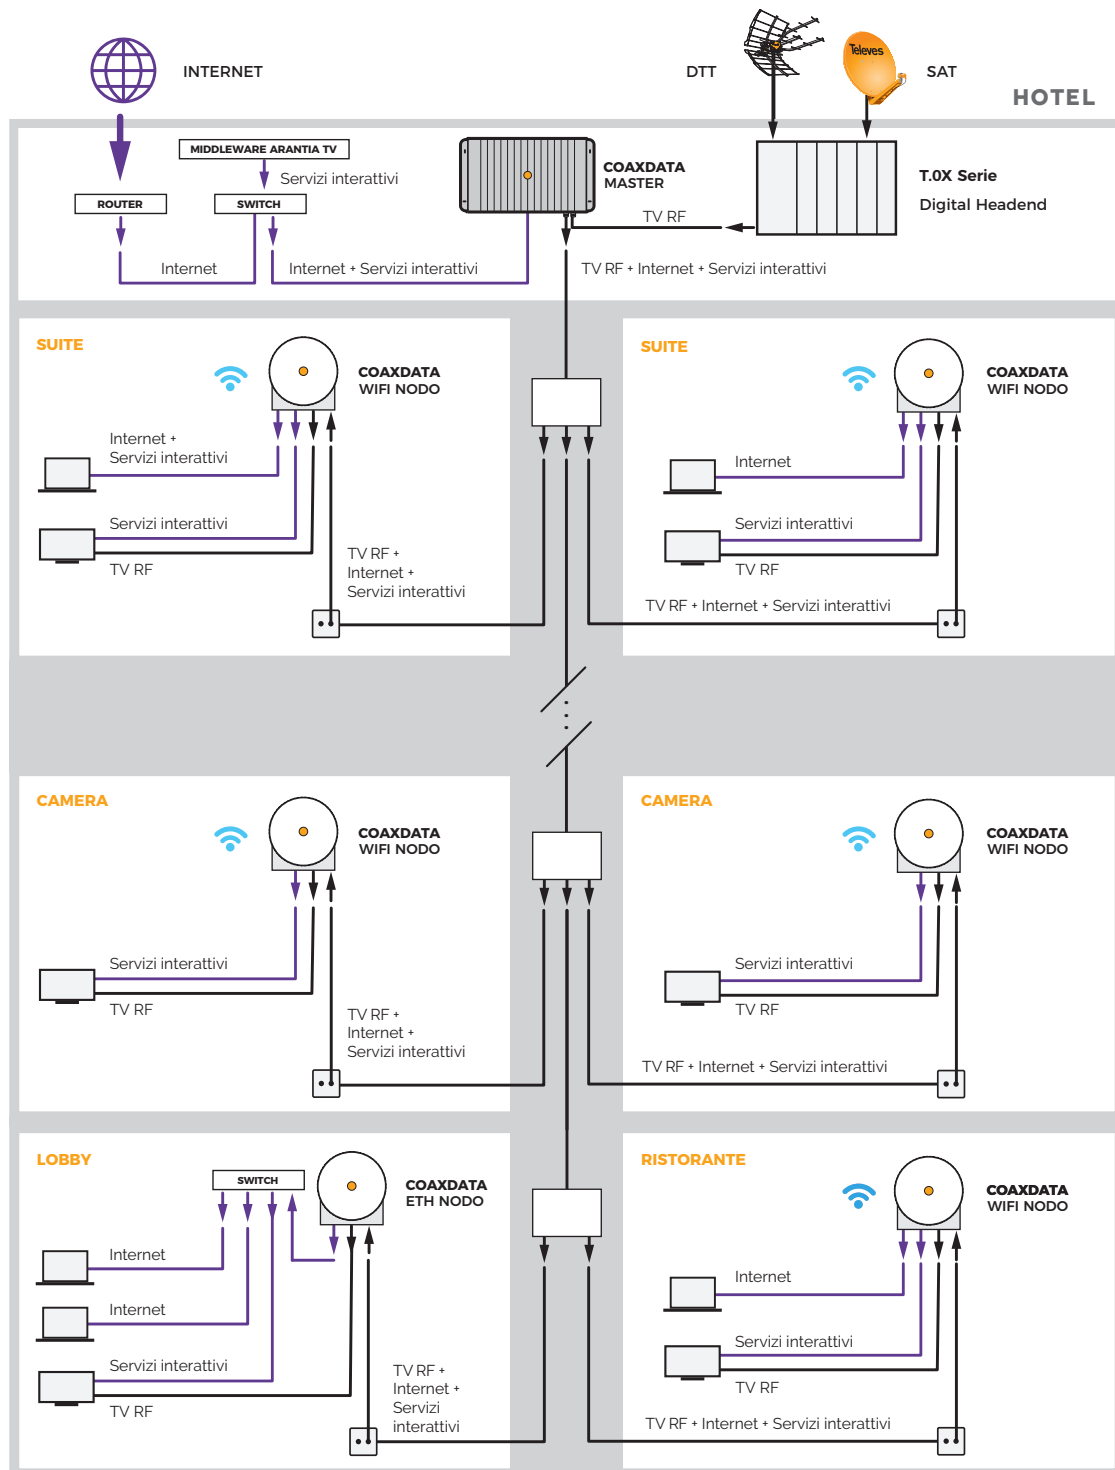 INTERNET
DTT
Televes
SAT
HOTEL
MIDDLEWARE ARANTIA TV
Servizi interattivi
ROUTER
SWITCH
COAXDATA
MASTER
TV RF
T.0X Serie
Digital Headend
Internet
Internet + Servizi interattivi
TV RF + Internet + Servizi interattivi
SUITE
COAXDATA
WIFI NODO
Internet +
Servizi interattivi
Servizi interattivi
TV RF
TV RF +
Internet +
Servizi interattivi
SUITE
COAXDATA
WIFI NODO
Internet
Servizi interattivi
TV RF
TV RF + Internet + Servizi interattivi
CAMERA
COAXDATA
WIFI NODO
Servizi interattivi
TV RF
TV RF +
Internet +
Servizi interattivi
CAMERA
COAXDATA
WIFI NODO
Servizi interattivi
TV RF
TV RF + Internet + Servizi interattivi
LOBBY
SWITCH
COAXDATA
ETH NODO
Internet
Internet
Servizi interattivi
TV RF
TV RF +
Internet +
Servizi
interattivi
RISTORANTE
COAXDATA
WIFI NODO
Internet
Servizi interattivi
TV RF
TV RF + Internet + Servizi interattivi